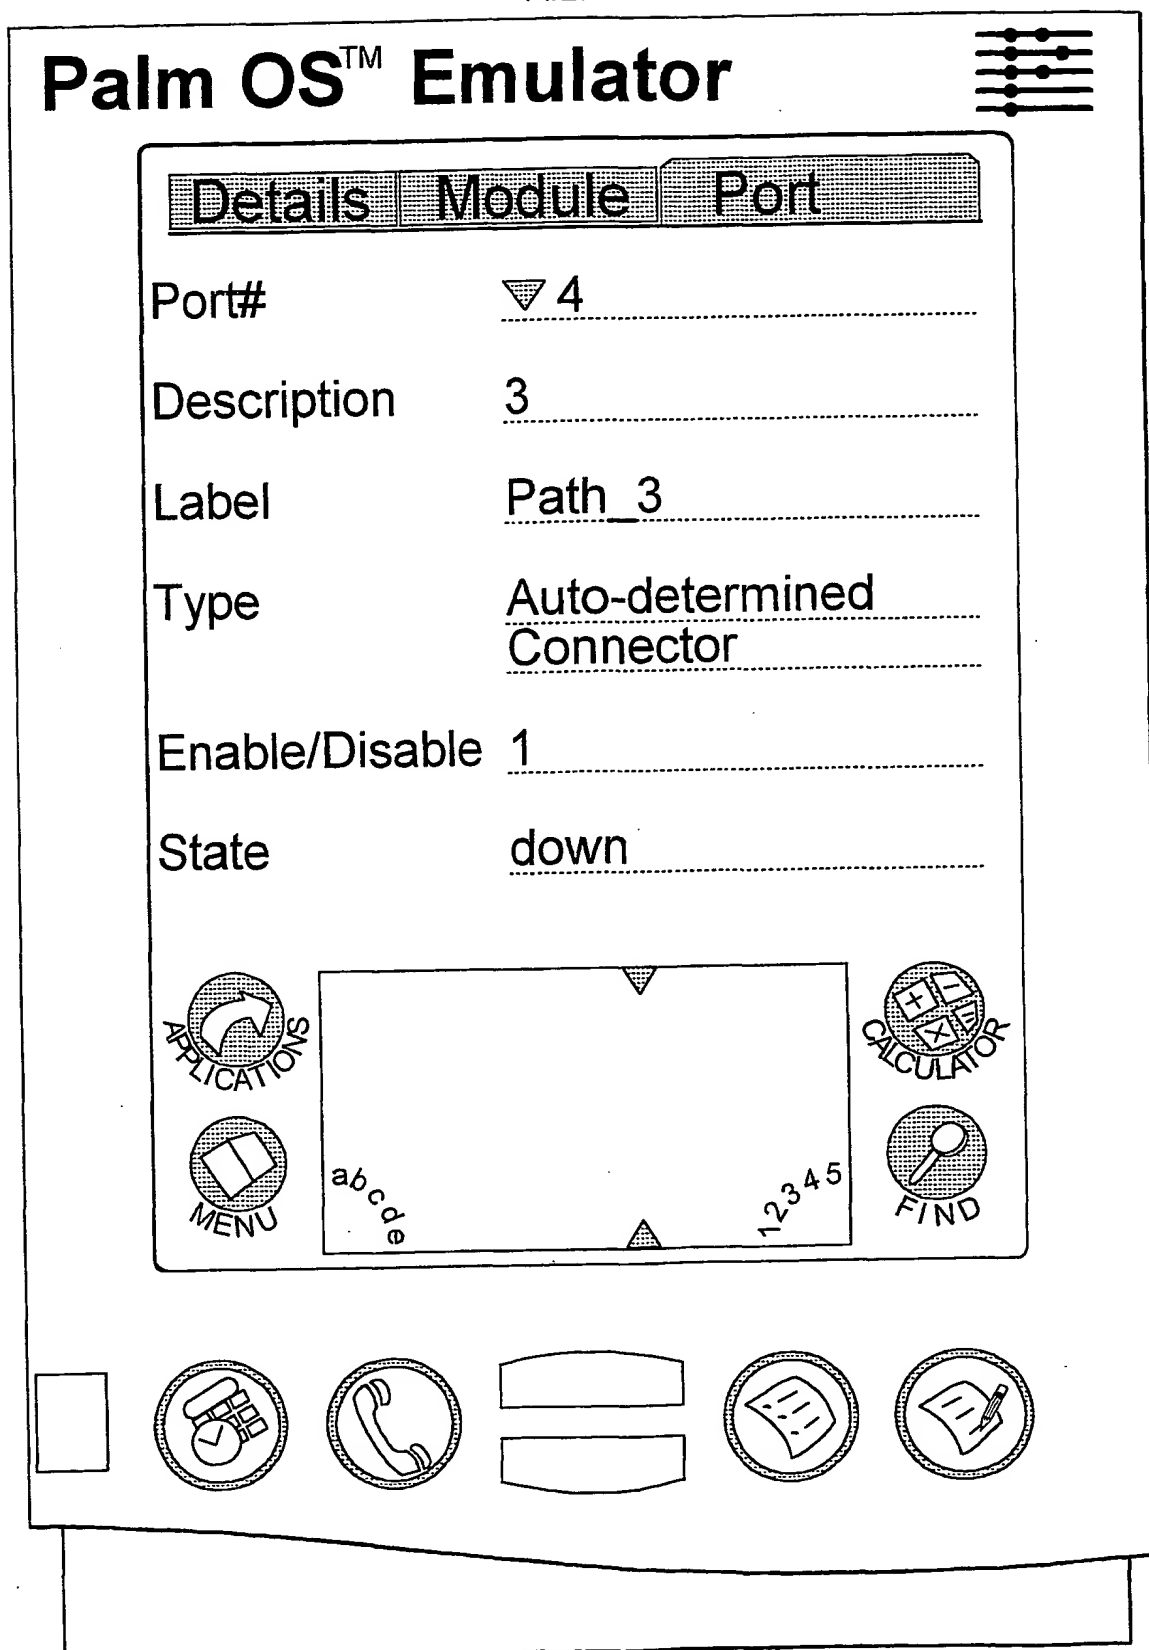 Palm OS™ Emulator
Details Module Port
Port# 4
Description 3
Label Path_3
Type Auto-determined
Connector
Enable/Disable 1
State down
APPLICATIONS
CALCULATOR
MENU
abcde
12345
FIND